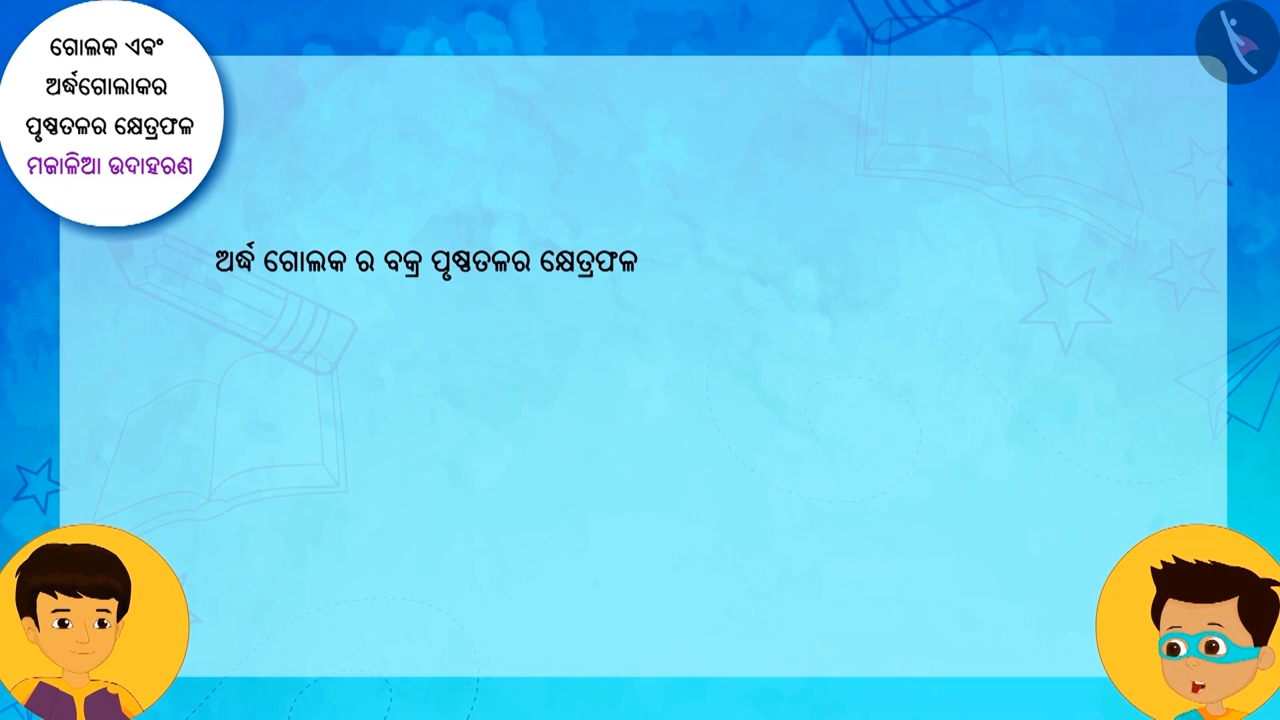 ଗୋଲକ ଏବଂ
ଅର୍ଦ୍ଧଗୋଲାକର
ପୃଷ୍ଠତଳର କ୍ଷେତ୍ରଫଳ
ମଜାଳିଆ ଉଦାହରଣ
ଅର୍ଦ୍ଧ ଗୋଲକ ର ବକ୍ର ପୃଷ୍ଠତଳର କ୍ଷେତ୍ରଫଳ